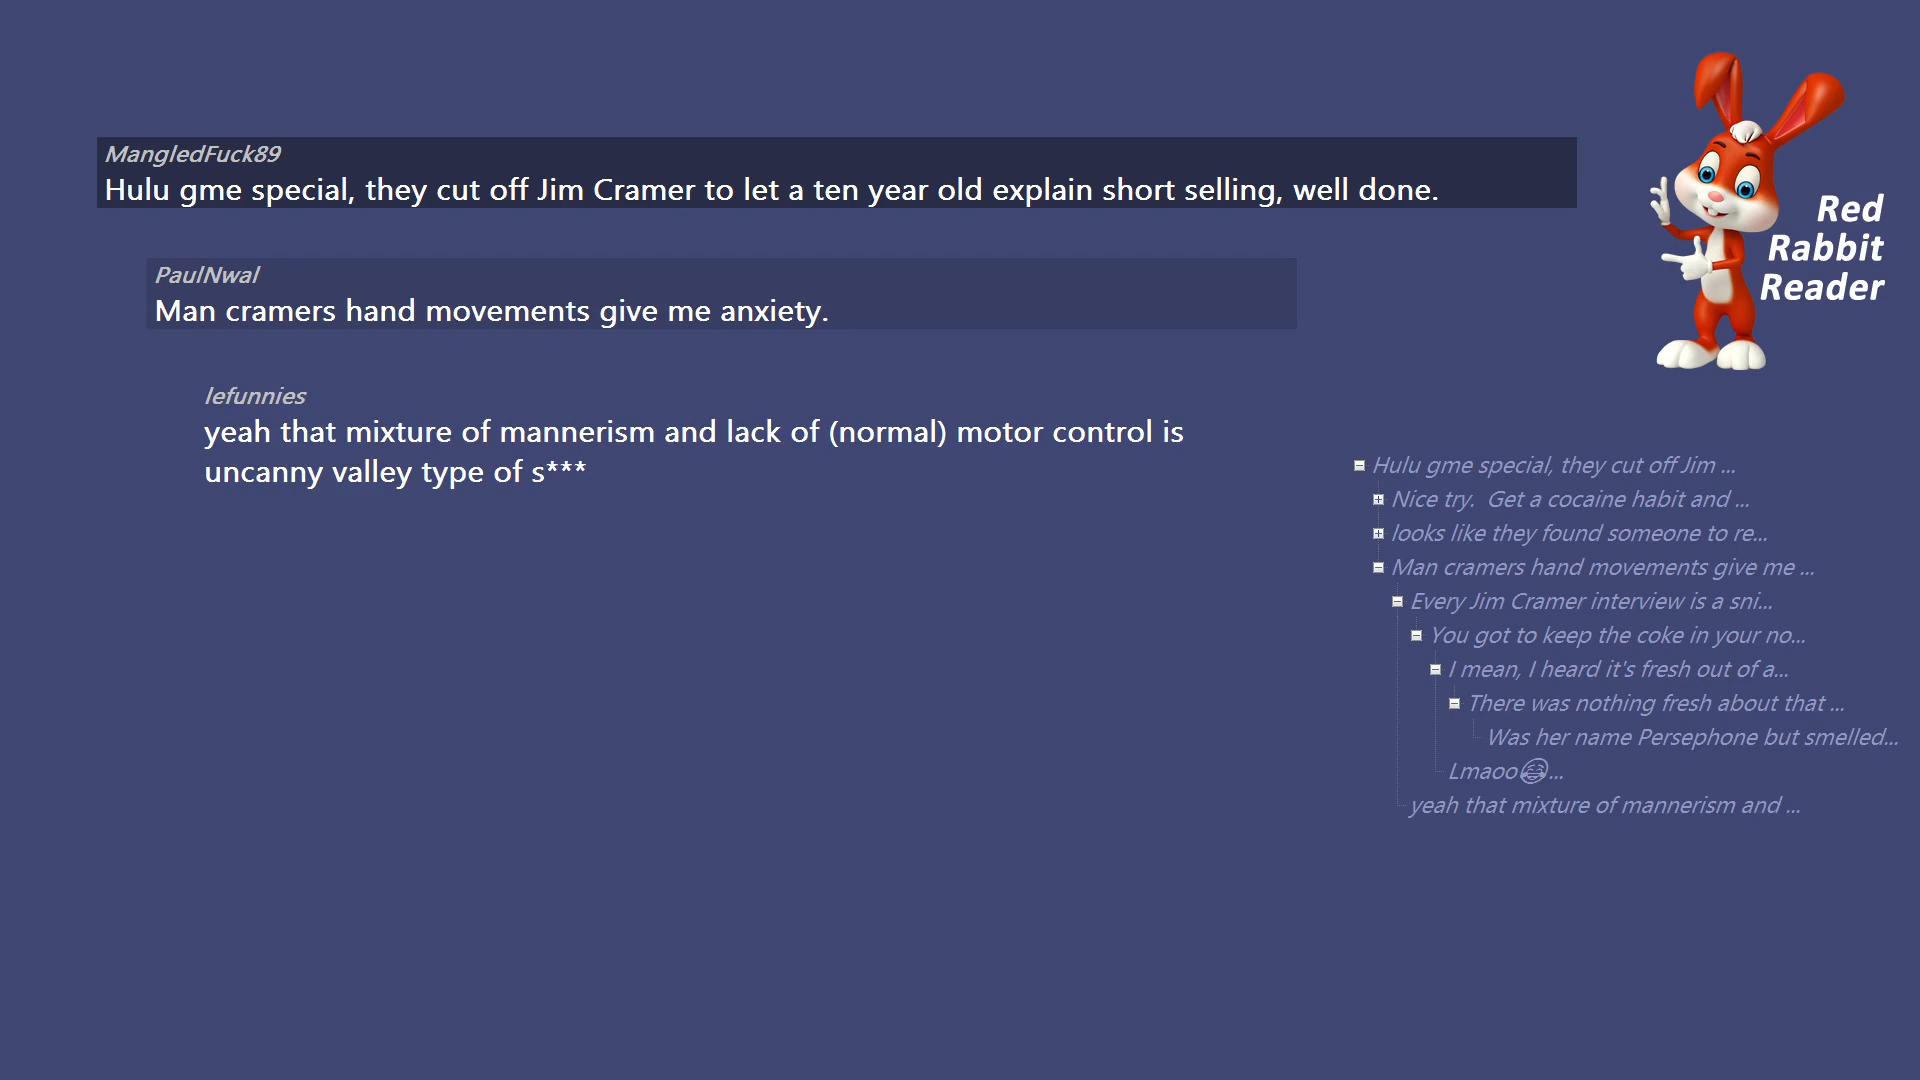 MangledFuck89
Hulu gme special, they cut off Jim Cramer to let a ten year old explain short selling, well done.
PaulNwal
Man cramers hand movements give me anxiety.
lefunnies
yeah that mixture of mannerism and lack of (normal) motor control is
uncanny valley type of s***
Red
Rabbit
Reader
Hulu gme special, they cut off Jim ...
Nice try.  Get a cocaine habit and ...
looks like they found someone to re...
Man cramers hand movements give me ...
Every Jim Cramer interview is a sni...
You got to keep the coke in your no...
I mean, I heard it's fresh out of a...
There was nothing fresh about that ...
Was her name Persephone but smelled...
Lmaoo😂...
yeah that mixture of mannerism and ...